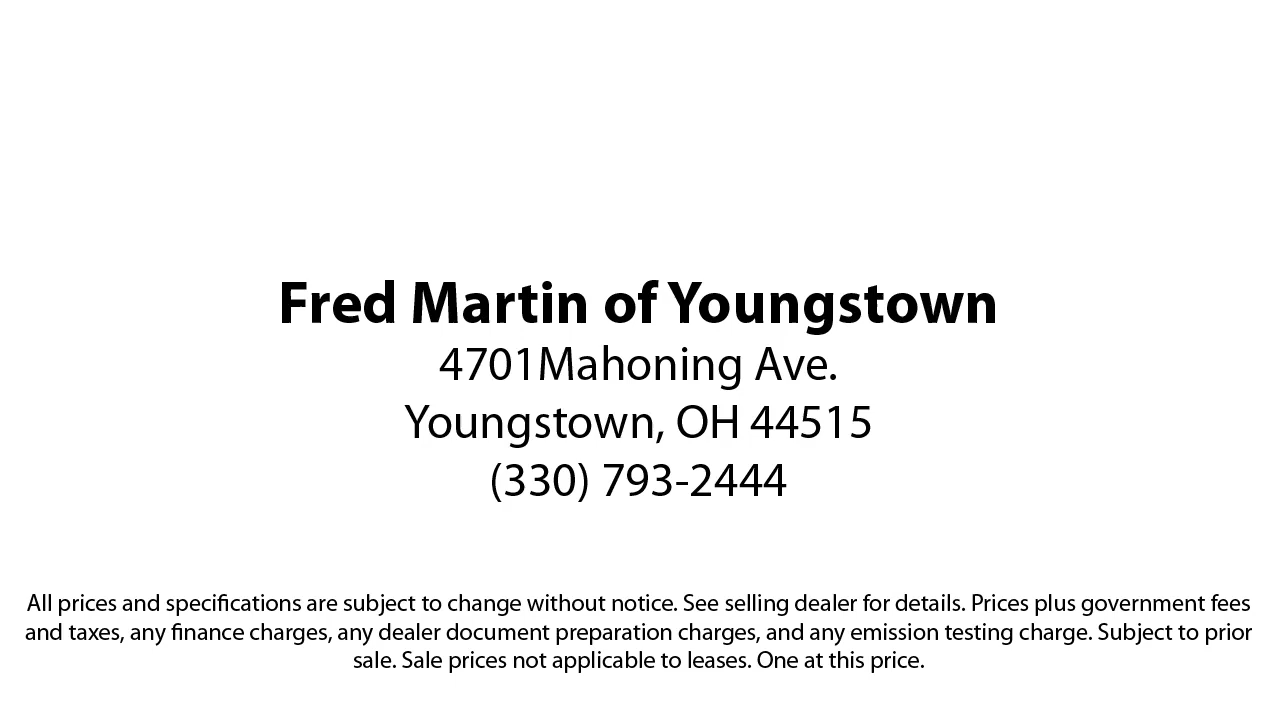 Fred Martin of Youngstown
4701Mahoning Ave.
Youngstown, OH 44515
(330) 793-2444
All prices and specifications are subject to change without notice. See selling dealer for details. Prices plus government fees
and taxes, any finance charges, any dealer document preparation charges, and any emission testing charge. Subject to prior
sale. Sale prices not applicable to leases. One at this price.